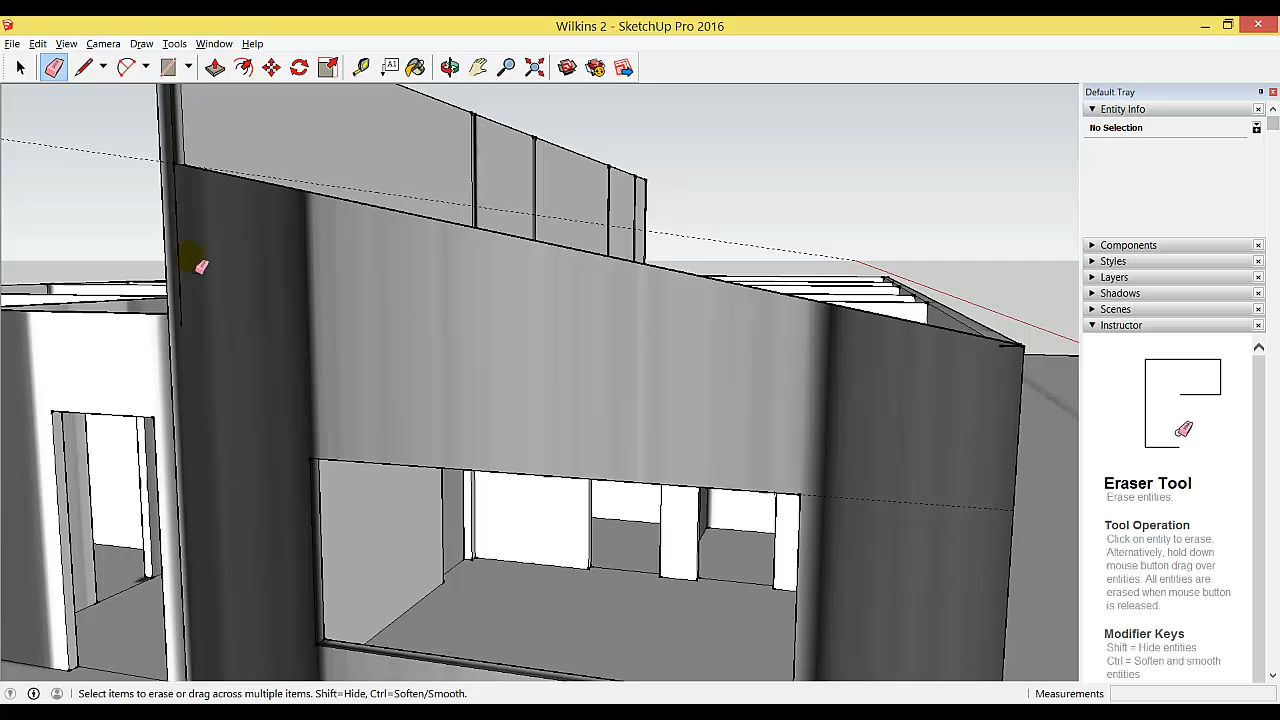 Wilkins 2 - SketchUp Pro 2016
File Edit View Camera Draw Tools Window Help
Default Tray
Entity Info
No Selection
Components
Styles
Layers
Shadows
Scenes
Instructor
Eraser Tool
Erase entities.
Tool Operation
Click on entity to erase.
Alternatively, hold down
mouse button drag over
entities. All entities are
erased when mouse button
is released.
Modifier Keys
Shift = Hide entities
Ctrl = Soften and smooth
entities
Select items to erase or drag across multiple items. Shift=Hide, Ctrl=Soften/Smooth.
Measurements